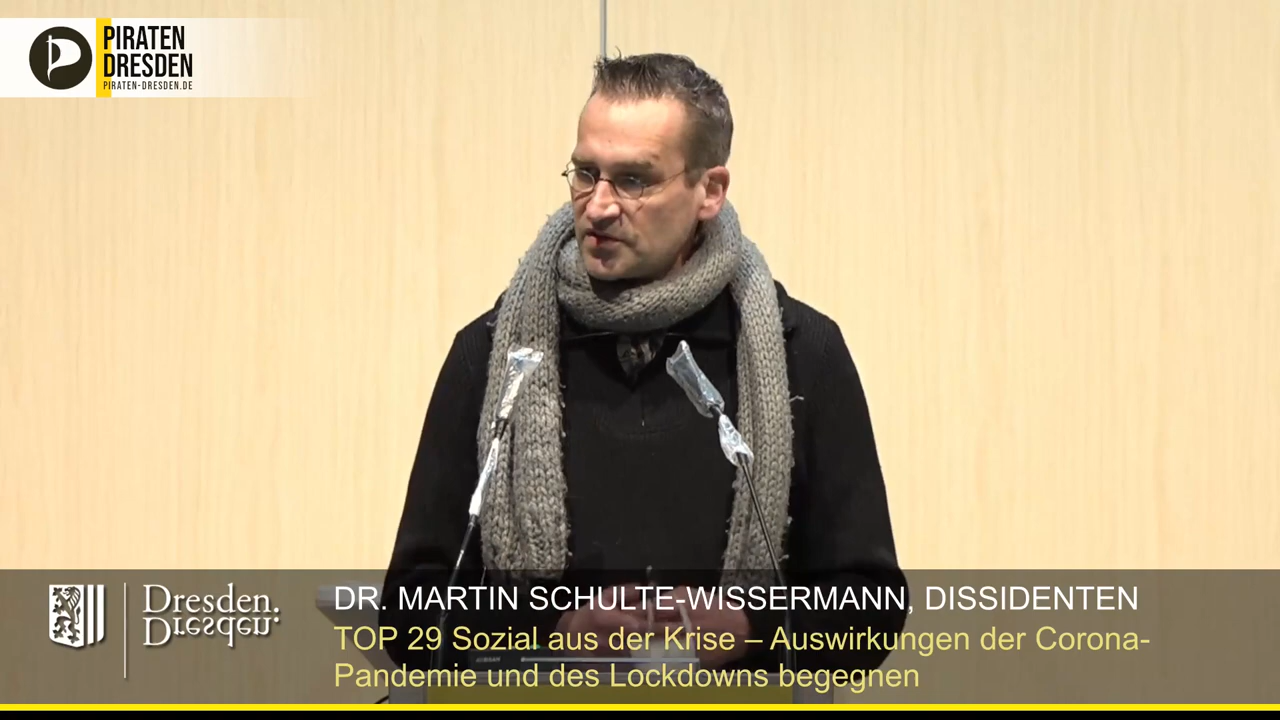 PIRATEN
DRESDEN
PIRATEN-DRESDEN.DE
Dresden.
Dresden.
DR. MARTIN SCHULTE-WISSERMANN, DISSIDENTEN
TOP 29 Sozial aus der Krise – Auswirkungen der Corona-
Pandemie und des Lockdowns begegnen